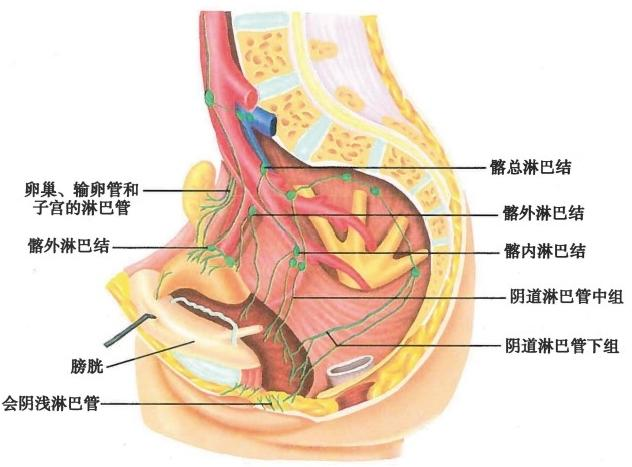 髂总淋巴结
卵巢、输卵管和
子宫的淋巴管
髂外淋巴结
髂外淋巴结
髂内淋巴结
阴道淋巴管中组
阴道淋巴管下组
膀胱
会阴浅淋巴管